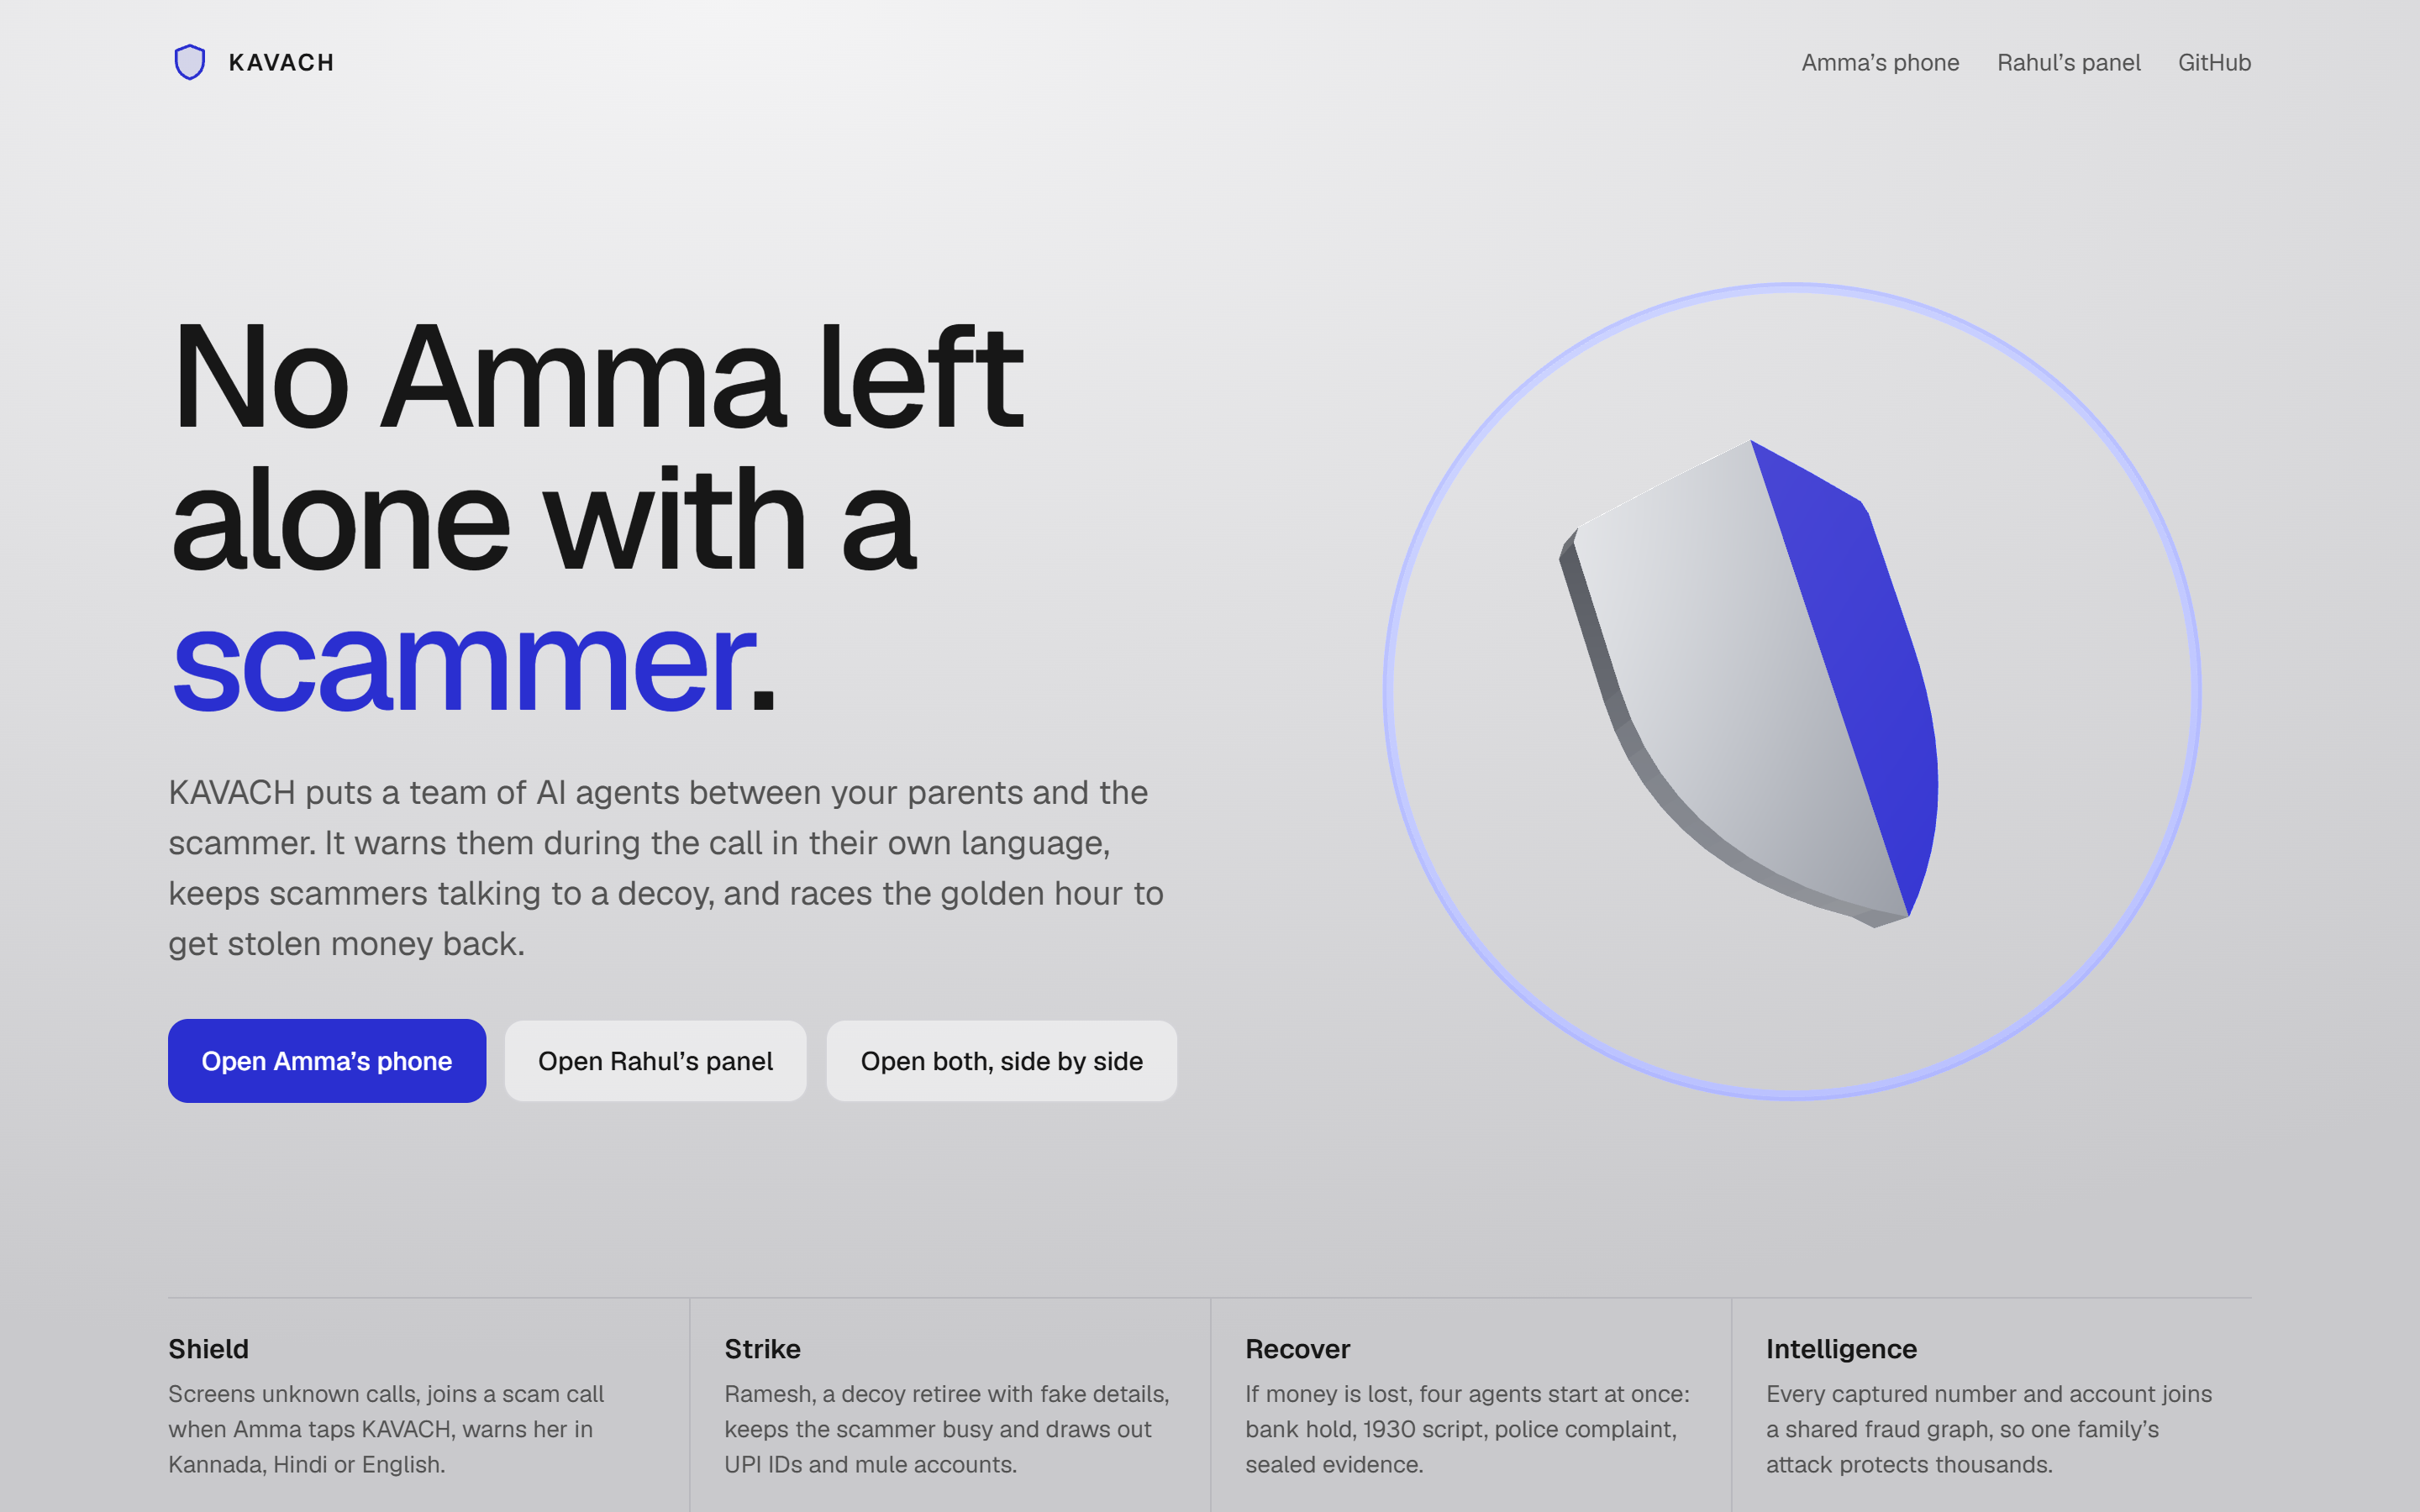 KAVACH
Amma’s phone
Rahul’s panel
GitHub
No Amma left
alone with a
scammer.
KAVACH puts a team of AI agents between your parents and the
scammer. It warns them during the call in their own language,
keeps scammers talking to a decoy, and races the golden hour to
get stolen money back.
Open Amma’s phone
Open Rahul’s panel
Open both, side by side
Shield
Screens unknown calls, joins a scam call
when Amma taps KAVACH, warns her in
Kannada, Hindi or English.
Strike
Ramesh, a decoy retiree with fake details,
keeps the scammer busy and draws out
UPI IDs and mule accounts.
Recover
If money is lost, four agents start at once:
bank hold, 1930 script, police complaint,
sealed evidence.
Intelligence
Every captured number and account joins
a shared fraud graph, so one family’s
attack protects thousands.